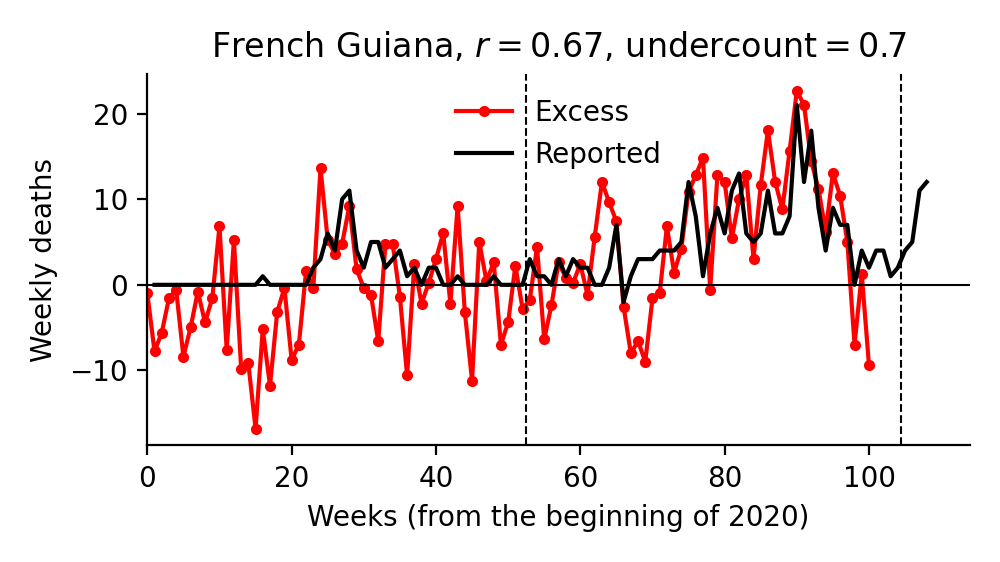 French Guiana, r = 0.67, undercount = 0.7
Excess
Reported
Weekly deaths
20
10
0
−10
0 20 40 60 80 100
Weeks (from the beginning of 2020)